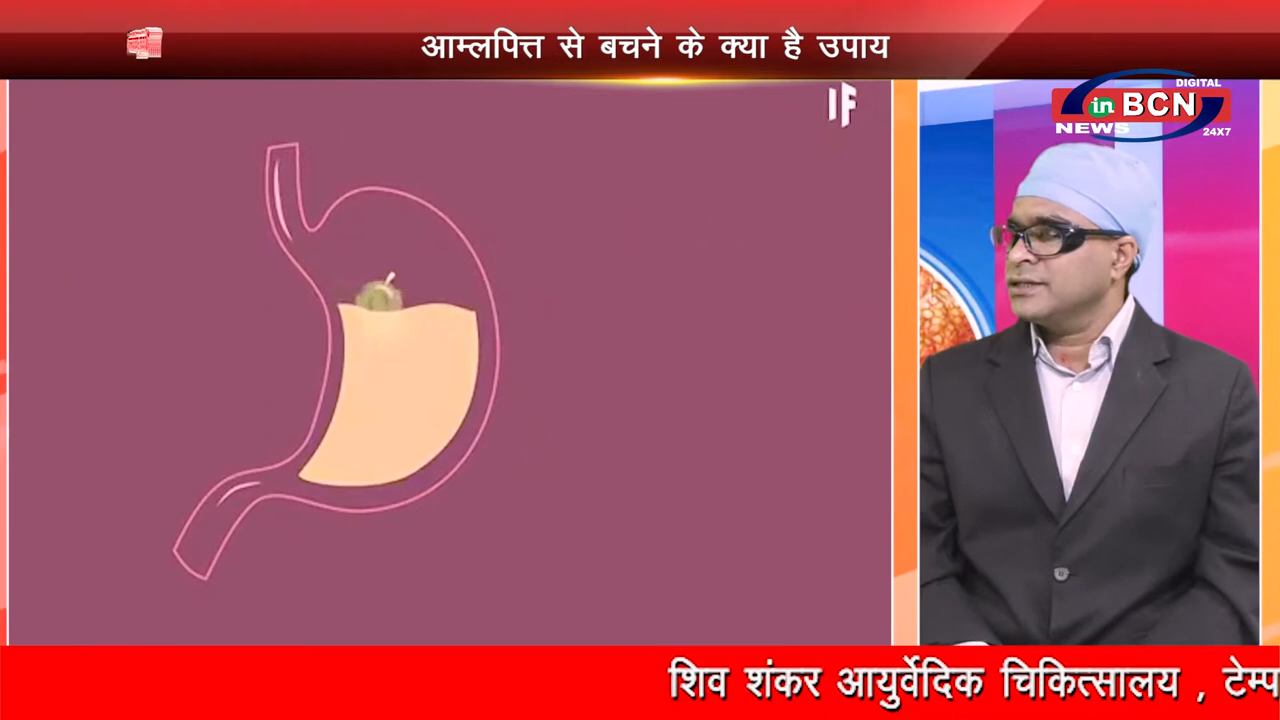 आम्लपित्त से बचने के क्या है उपाय
IF
DIGITAL
in BCN
NEWS
24X7
शिव शंकर आयुर्वेदिक चिकित्सालय , टेम्प